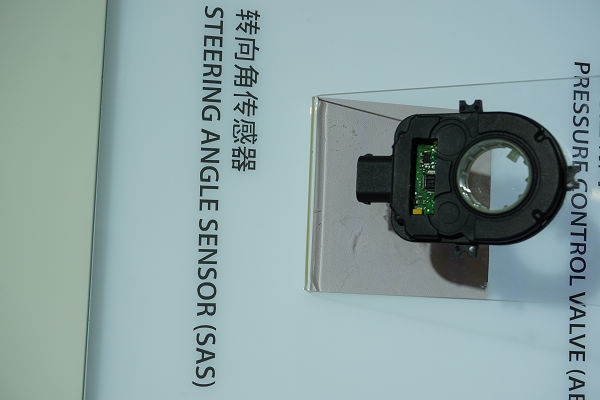 转向角传感器
STEERING ANGLE SENSOR (SAS)
PRESSURE CONTROL VALVE (AB